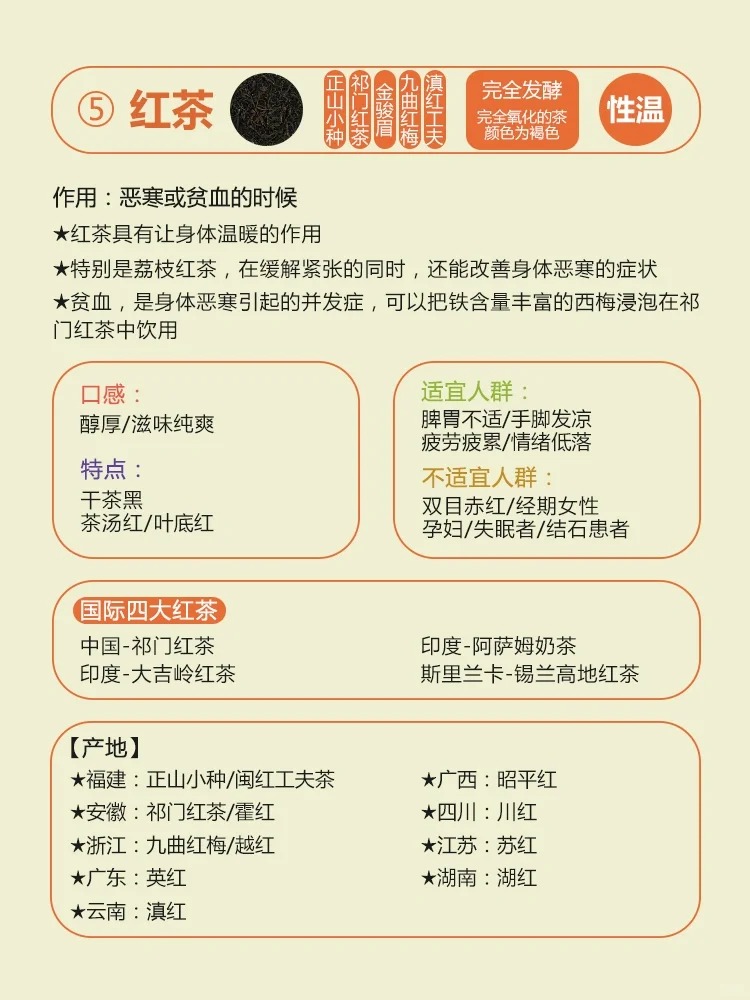 ⑤ 红茶
正山小种
祁门红茶
金骏眉
九曲红梅
滇红工夫
完全发酵
完全氧化的茶
颜色为褐色
性温
作用：恶寒或贫血的时候
★红茶具有让身体温暖的作用
★特别是荔枝红茶，在缓解紧张的同时，还能改善身体恶寒的症状
★贫血，是身体恶寒引起的并发症，可以把铁含量丰富的西梅浸泡在祁
门红茶中饮用
口感：
醇厚/滋味纯爽
特点：
干茶黑
茶汤红/叶底红
适宜人群：
脾胃不适/手脚发凉
疲劳疲累/情绪低落
不适宜人群：
双目赤红/经期女性
孕妇/失眠者/结石患者
国际四大红茶
中国-祁门红茶
印度-阿萨姆奶茶
印度-大吉岭红茶
斯里兰卡-锡兰高地红茶
【产地】
★福建：正山小种/闽红工夫茶
★广西：昭平红
★安徽：祁门红茶/霍红
★四川：川红
★浙江：九曲红梅/越红
★江苏：苏红
★广东：英红
★湖南：湖红
★云南：滇红